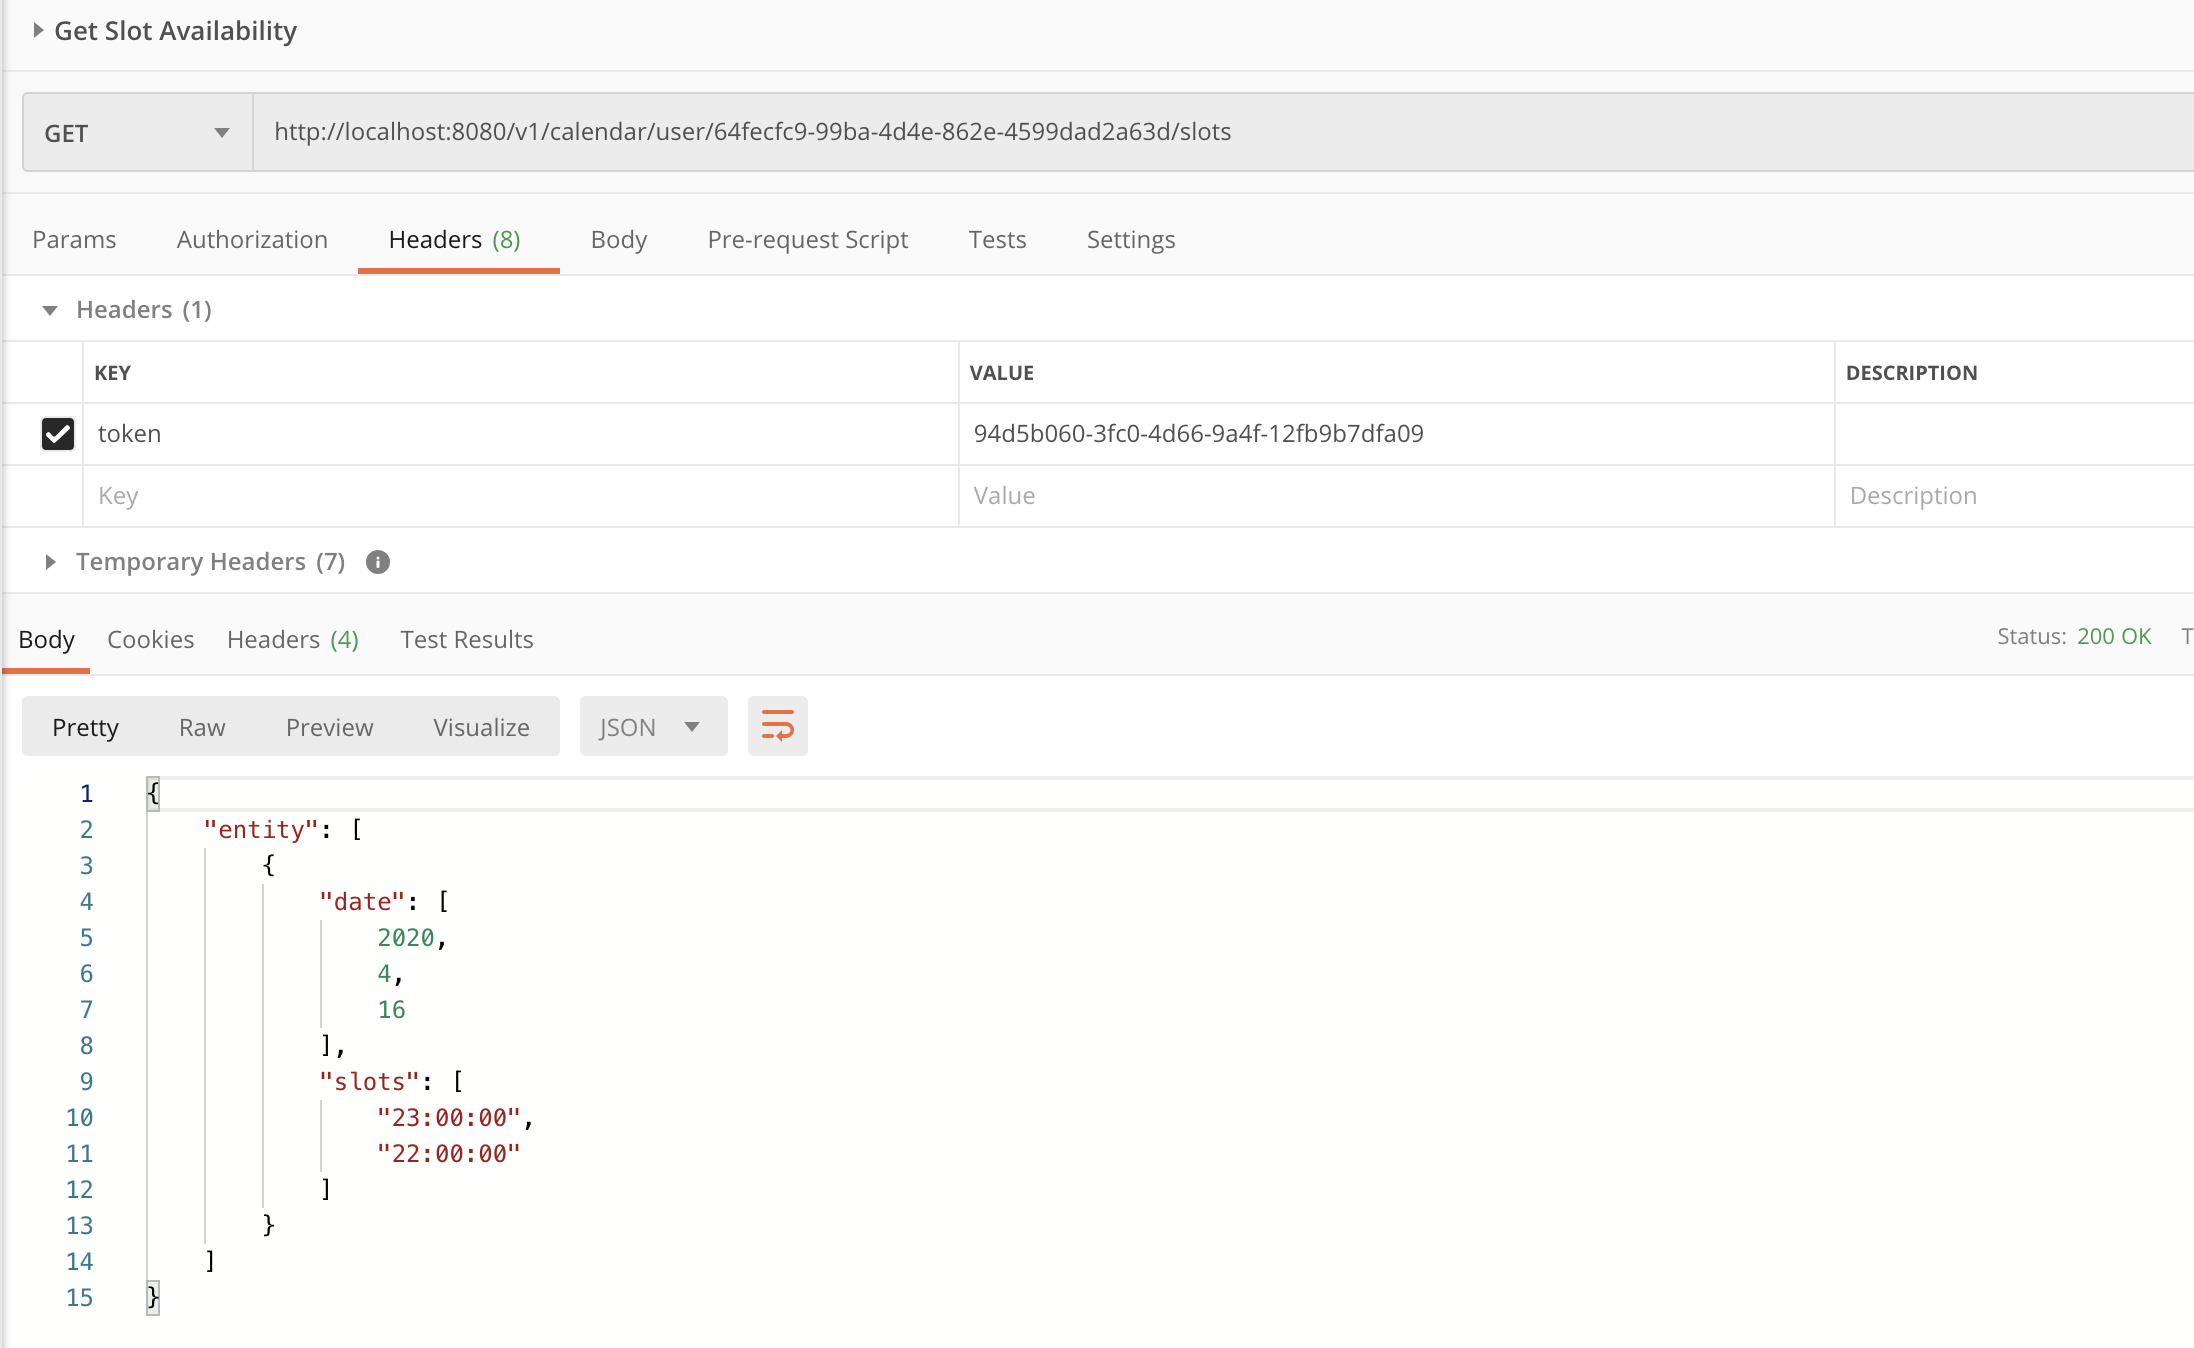 Get Slot Availability
GET http://localhost:8080/v1/calendar/user/64fecfc9-99ba-4d4e-862e-4599dad2a63d/slots
Params Authorization Headers (8) Body Pre-request Script Tests Settings
Headers (1)
KEY VALUE DESCRIPTION
token 94d5b060-3fc0-4d66-9a4f-12fb9b7dfa09
Key Value Description
Temporary Headers (7) i
Body Cookies Headers (4) Test Results Status: 200 OK T
Pretty Raw Preview Visualize JSON
1 {
2 "entity": [
3 {
4 "date": [
5 2020,
6 4,
7 16
8 ],
9 "slots": [
10 "23:00:00",
11 "22:00:00"
12 ]
13 }
14 ]
15 }